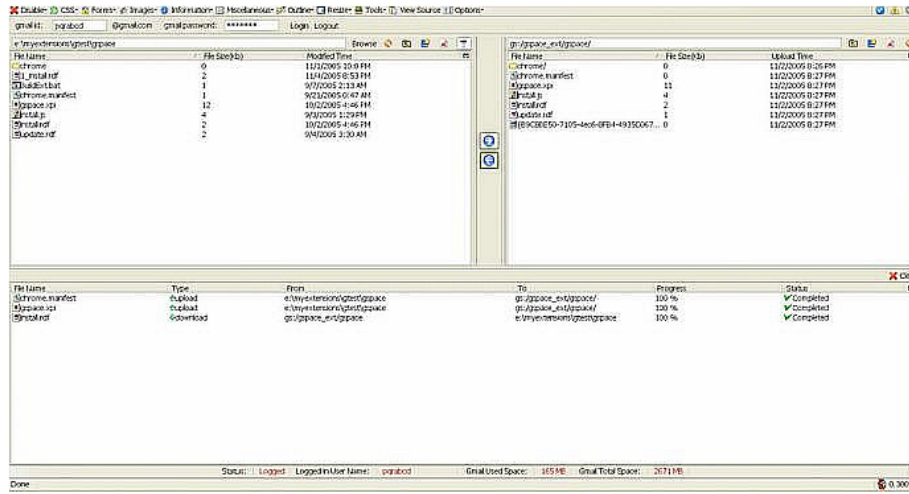 Disable CSS Forms Images Information Miscellaneous Outline Resize Tools View Source Options
gmail id: pqrabcd @gmail.com gmail password: ******* Login Logout
e:\myextensions\gtest\gspace Browse
gs:/gspace_ext/gspace/
File Name File Size(kb) Modified Time
chrome 0 11/1/2005 10:0 PM
1_install.rdf 2 11/4/2005 8:53 PM
BuildExt.bat 1 9/7/2005 2:13 AM
chrome.manifest 1 9/21/2005 0:47 AM
gspace.xpi 12 10/2/2005 4:46 PM
install.js 4 9/3/2005 1:29 PM
install.rdf 2 10/2/2005 4:46 PM
update.rdf 2 9/4/2005 3:30 AM
File Name File Size(kb) Upload Time
chrome/ 0 11/2/2005 8:26 PM
chrome.manifest 0 11/2/2005 8:27 PM
gspace.xpi 11 11/2/2005 8:27 PM
install.js 4 11/2/2005 8:27 PM
install.rdf 2 11/2/2005 8:27 PM
update.rdf 1 11/2/2005 8:27 PM
0 11/2/2005 8:27 PM
File Name Type From To Progress Status
chrome.manifest upload e:\myextensions\gtest\gspace gs:/gspace_ext/gspace/ 100 % Completed
gspace.xpi upload e:\myextensions\gtest\gspace gs:/gspace_ext/gspace/ 100 % Completed
install.rdf download gs:/gspace_ext/gspace e:\myextensions\gtest\gspace 100 % Completed
Status: Logged Logged in User Name: pqrabcd Gmail Used Space: 165 MB Gmail Total Space: 2671 MB
Done 0.300